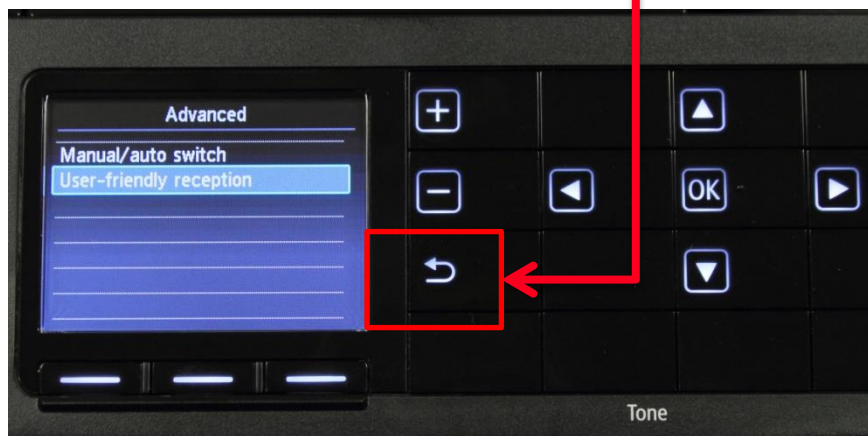 Advanced
Manual/auto switch
User-friendly reception
+
-
OK
Tone